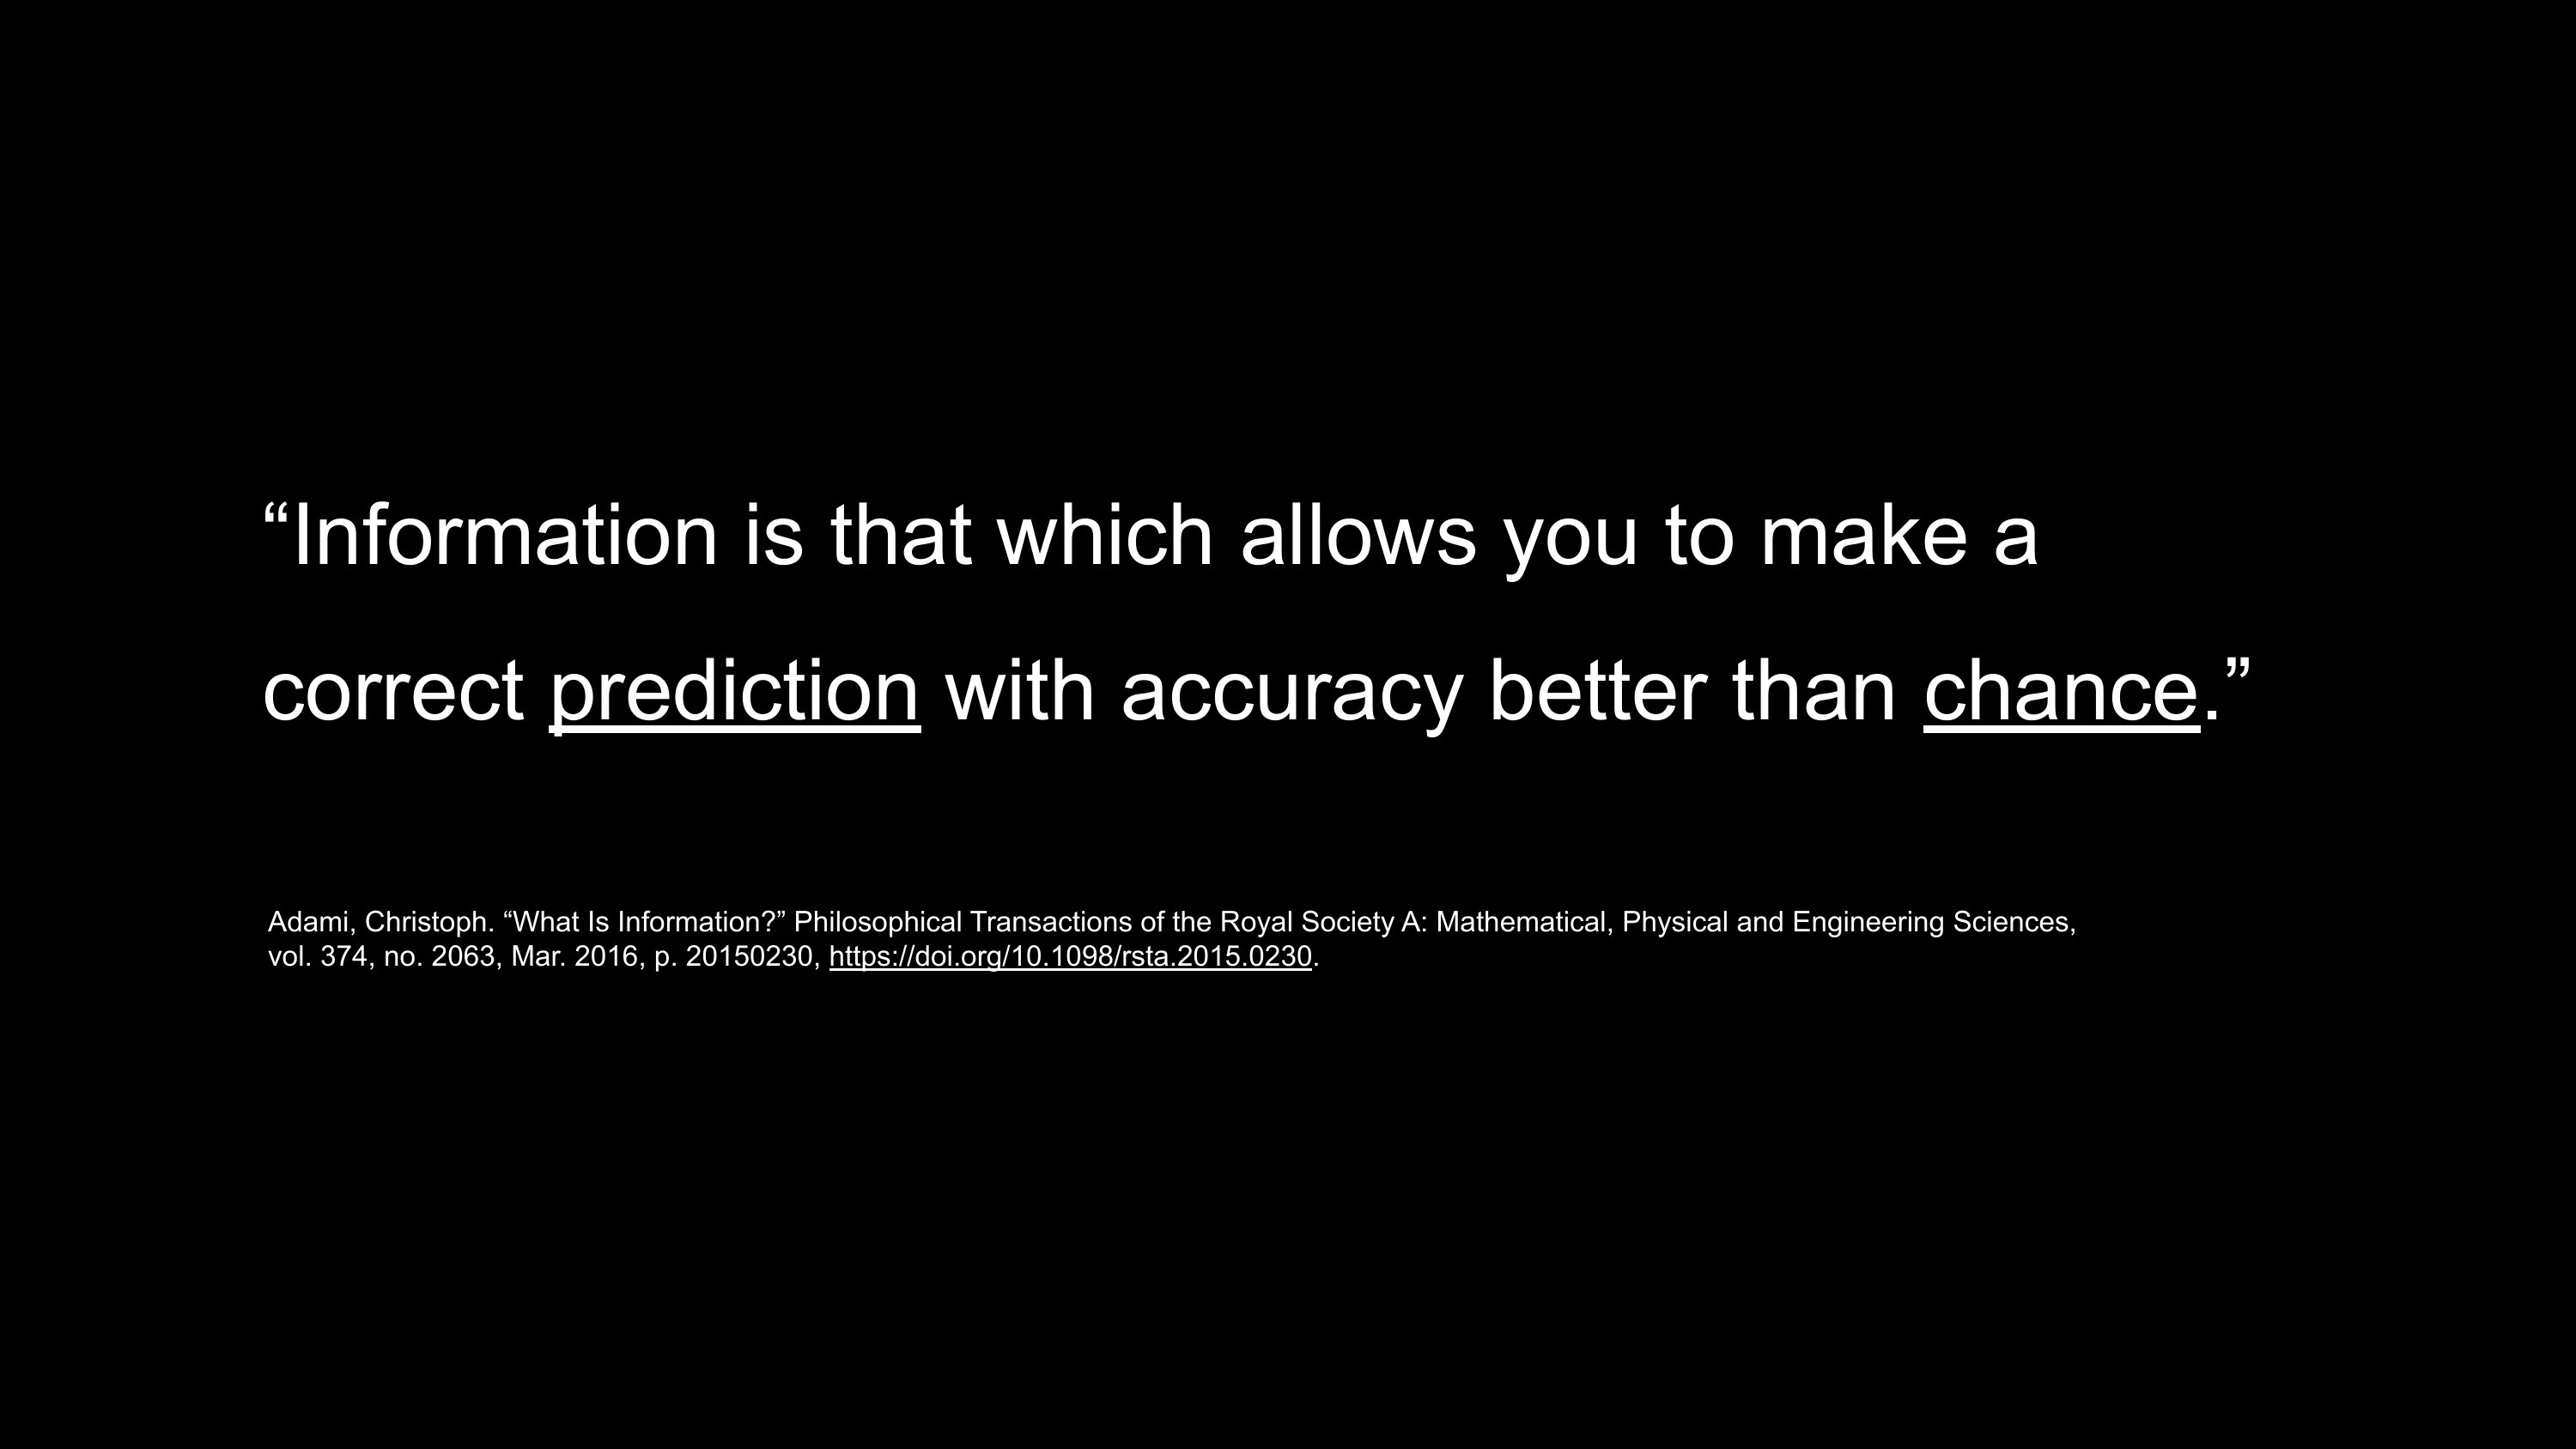 “Information is that which allows you to make a
correct prediction with accuracy better than chance.”
Adami, Christoph. “What Is Information?” Philosophical Transactions of the Royal Society A: Mathematical, Physical and Engineering Sciences,
vol. 374, no. 2063, Mar. 2016, p. 20150230, https://doi.org/10.1098/rsta.2015.0230.